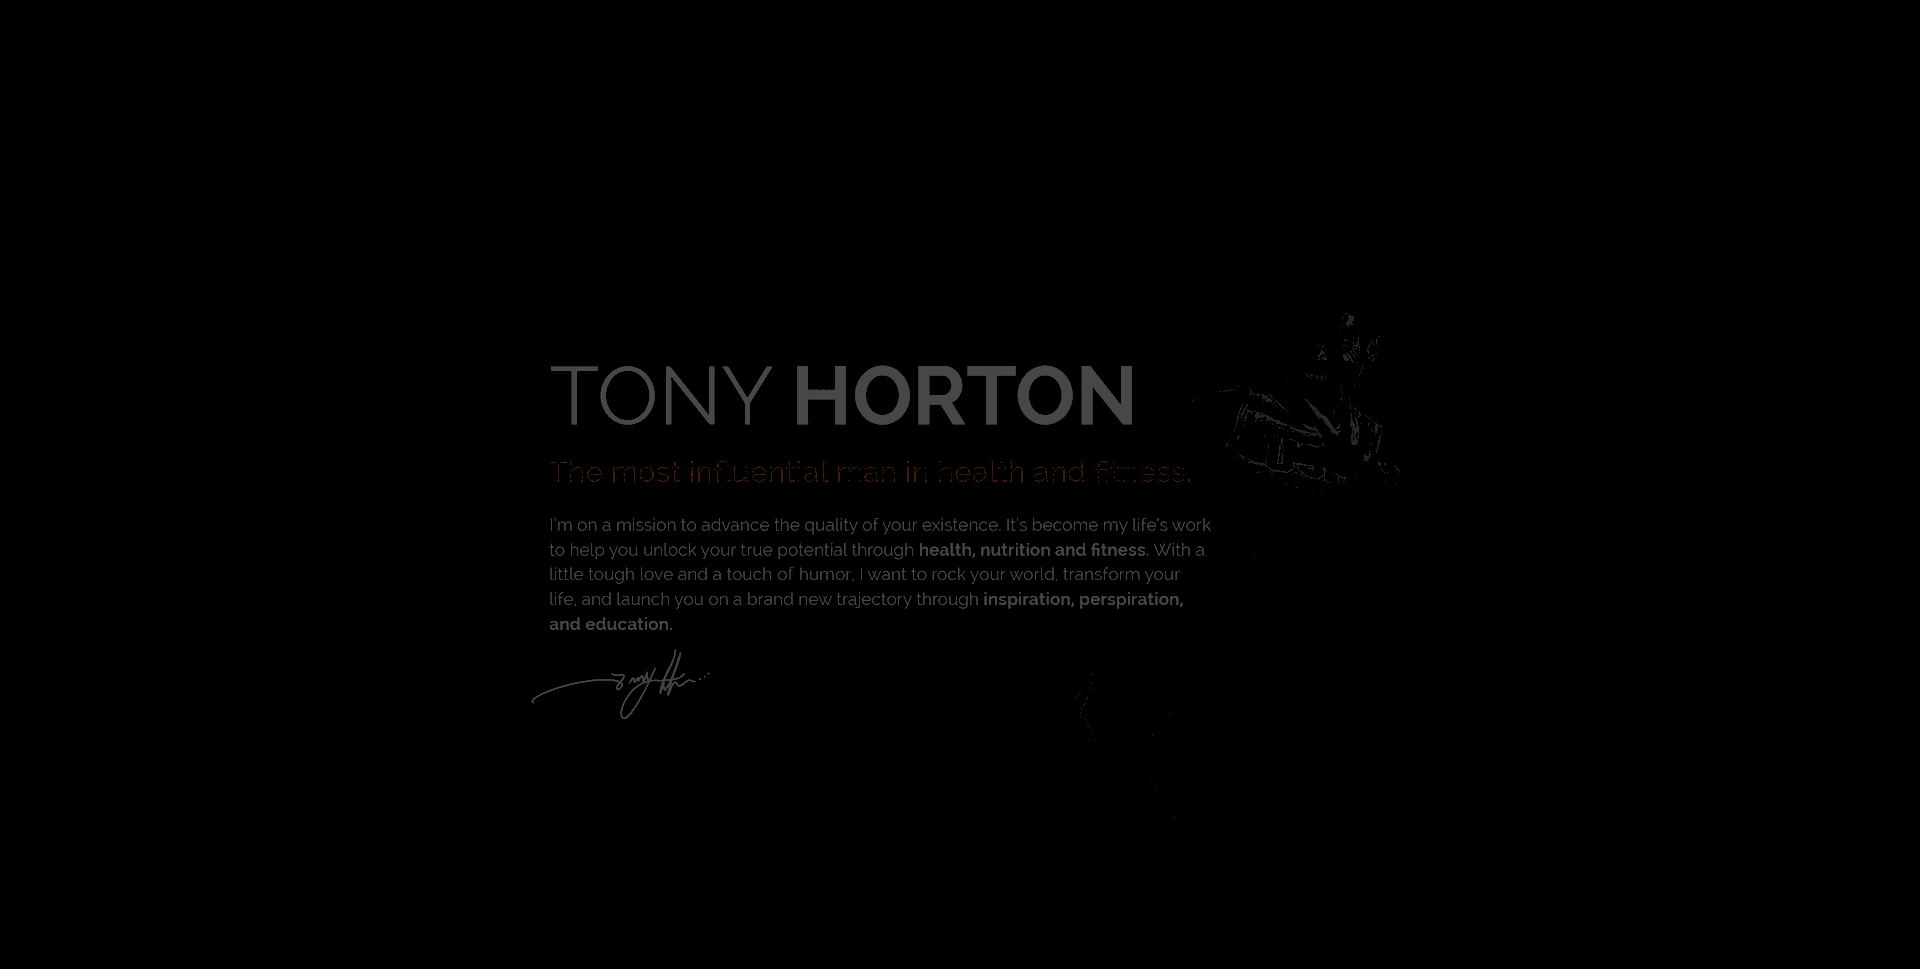 TONY HORTON
The most influential man in health and fitness.
I'm on a mission to advance the quality of your existence. It's become my life's work
to help you unlock your true potential through health, nutrition and fitness. With a
little tough love and a touch of humor, I want to rock your world, transform your
life, and launch you on a brand new trajectory through inspiration, perspiration,
and education.